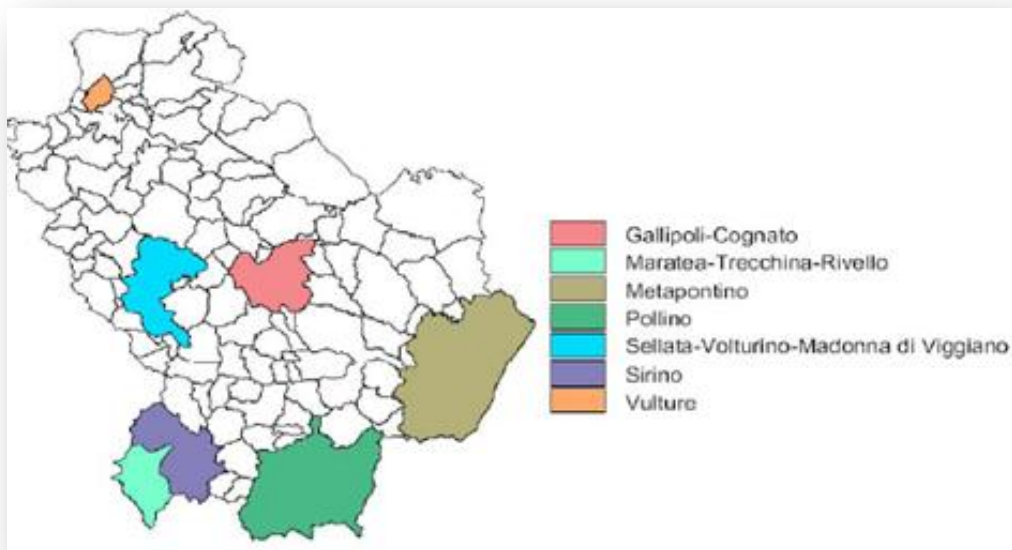 Gallipoli-Cognato
Maratea-Trecchina-Rivello
Metapontino
Pollino
Sellata-Volturino-Madonna di Viggiano
Sirino
Vulture